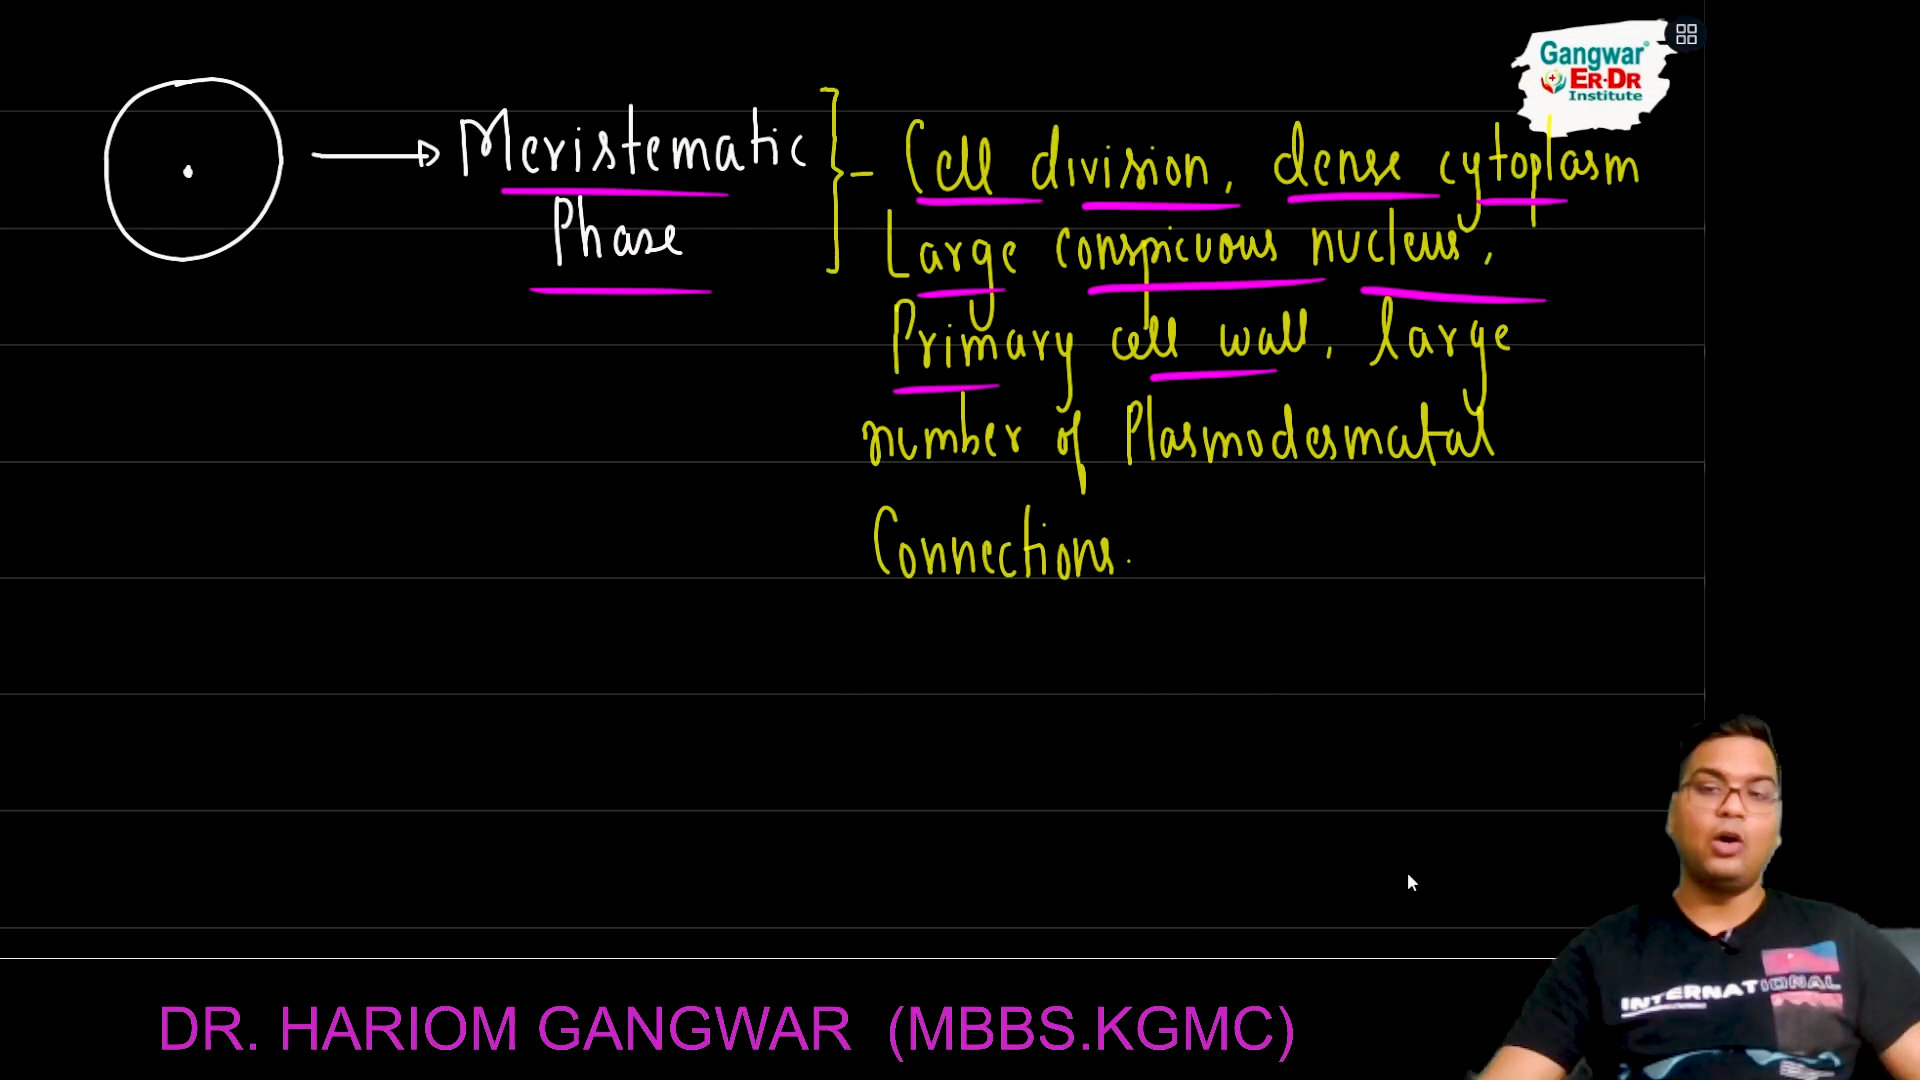 Gangwar
ER-DR
Institute
Meristematic
Phase
- Cell division, dense cytoplasm
Large conspicuous nucleus,
Primary cell wall, large
number of Plasmodesmatal
Connections.
INTERNATIONAL
DR. HARIOM GANGWAR (MBBS.KGMC)